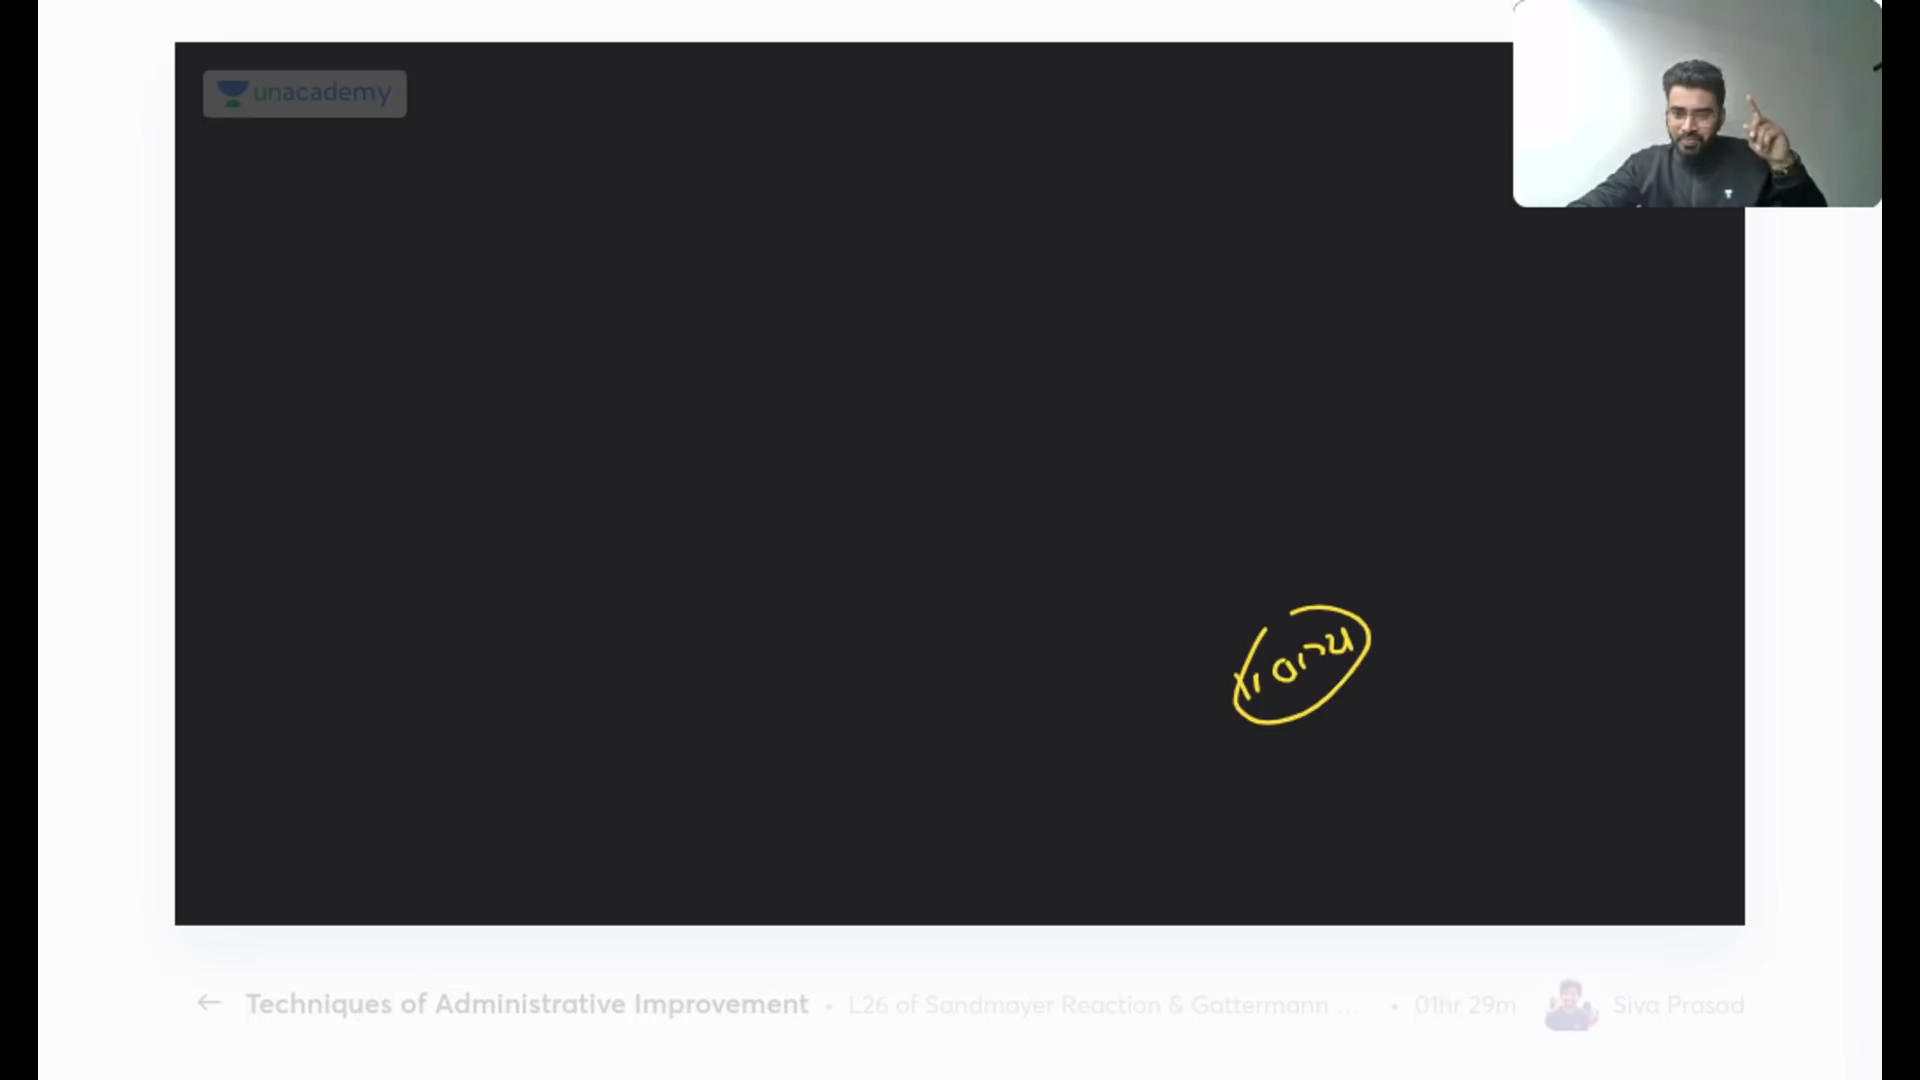 unacademy
Techniques of Administrative Improvement • L26 of Sandmayer Reaction & Gattermann ... • 01hr 29m Siva Prasad